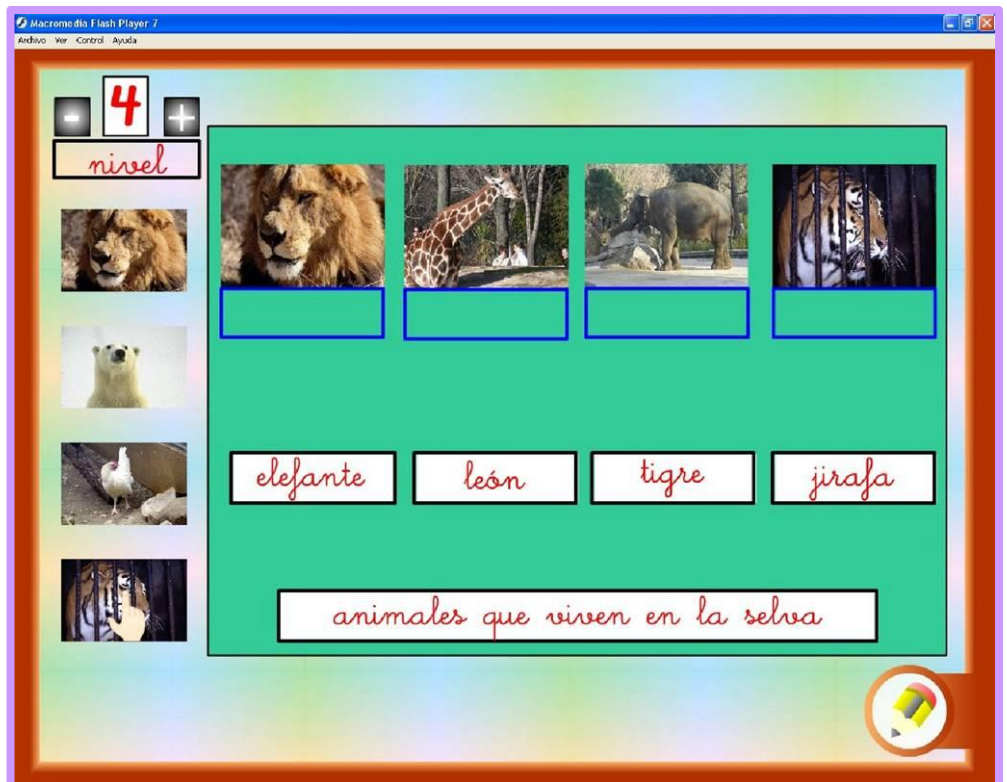 Macromedia Flash Player 7
Archivo Ver Control Ayuda
- 4 +
nivel
elefante león tigre jirafa
animales que viven en la selva